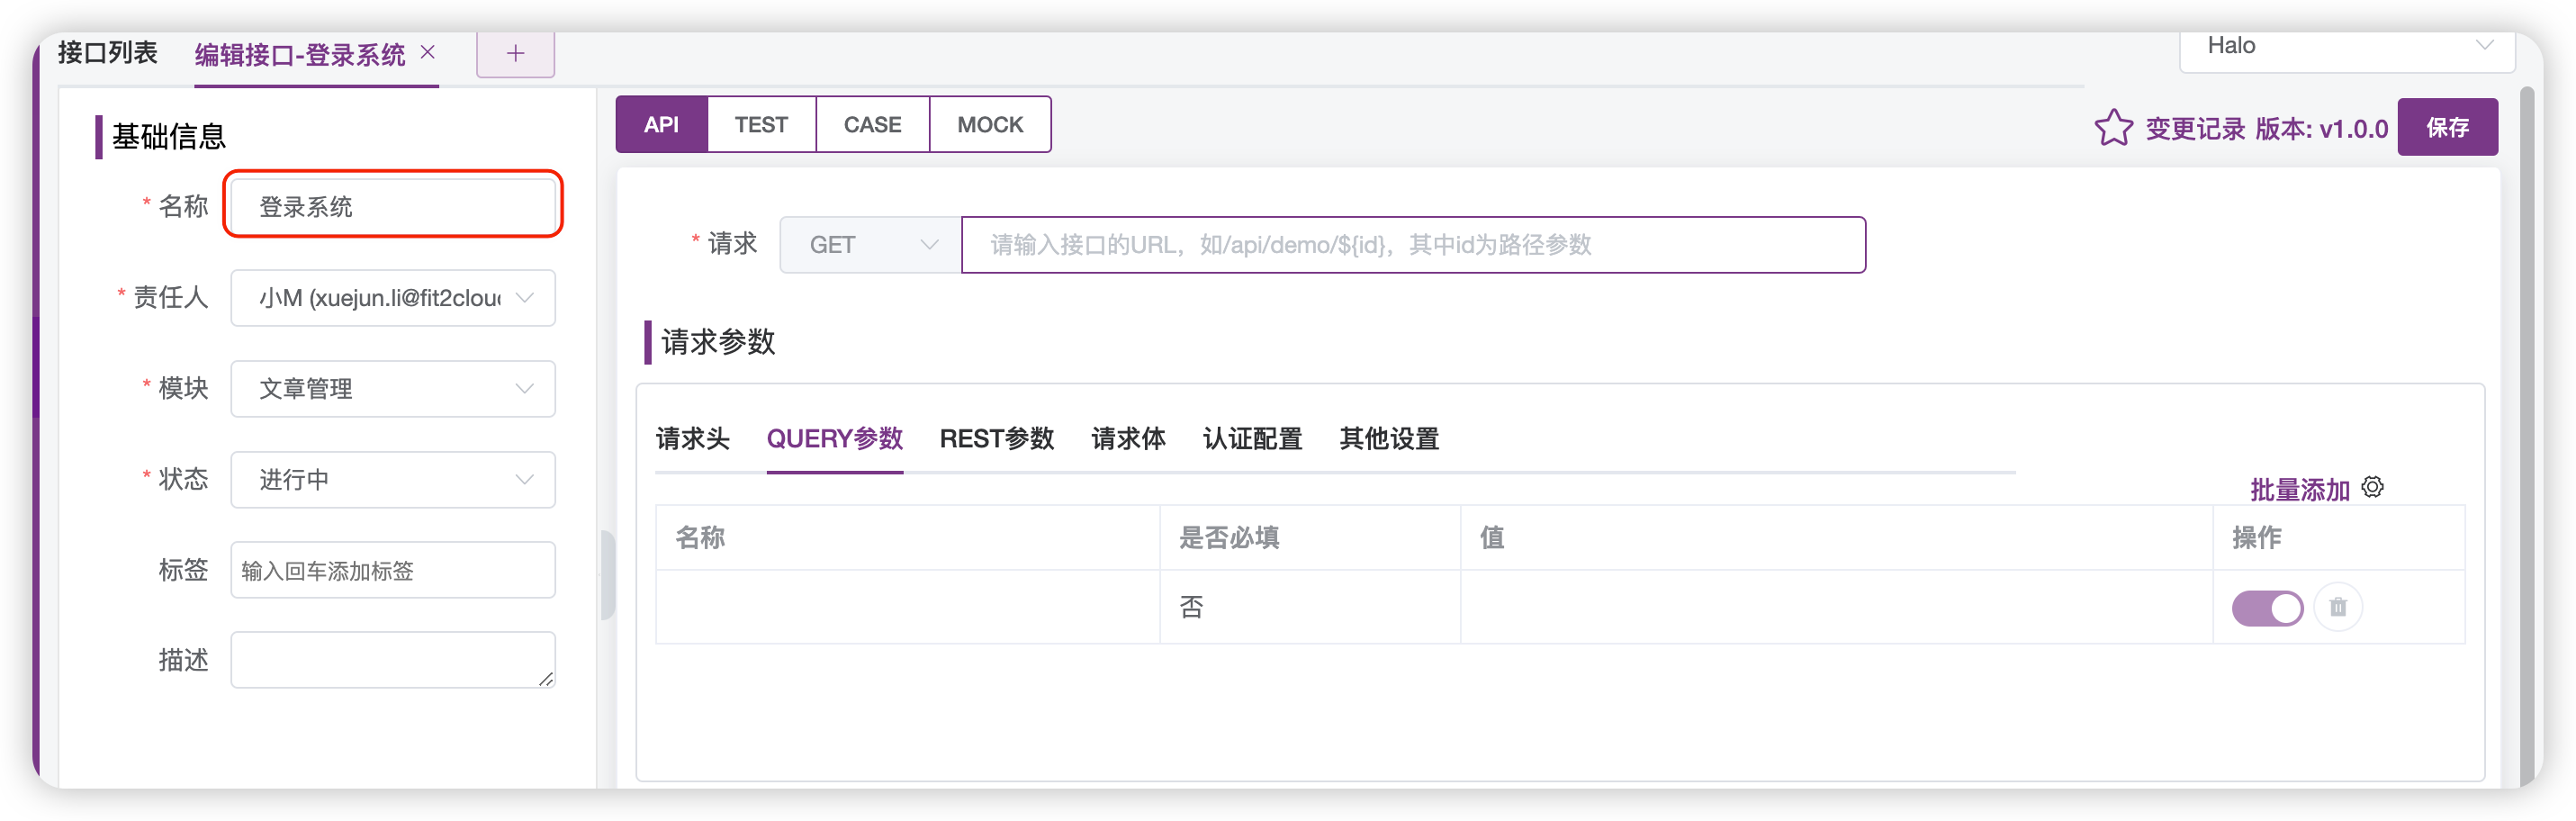 接口列表 编辑接口-登录系统 × +
Halo
基础信息
* 名称 登录系统
* 责任人 小M (xuejun.li@fit2clou
* 模块 文章管理
* 状态 进行中
标签 输入回车添加标签
描述
API TEST CASE MOCK
变更记录 版本: v1.0.0 保存
* 请求 GET 请输入接口的URL，如/api/demo/${id}，其中id为路径参数
请求参数
请求头 QUERY参数 REST参数 请求体 认证配置 其他设置
批量添加
名称 是否必填 值 操作
否